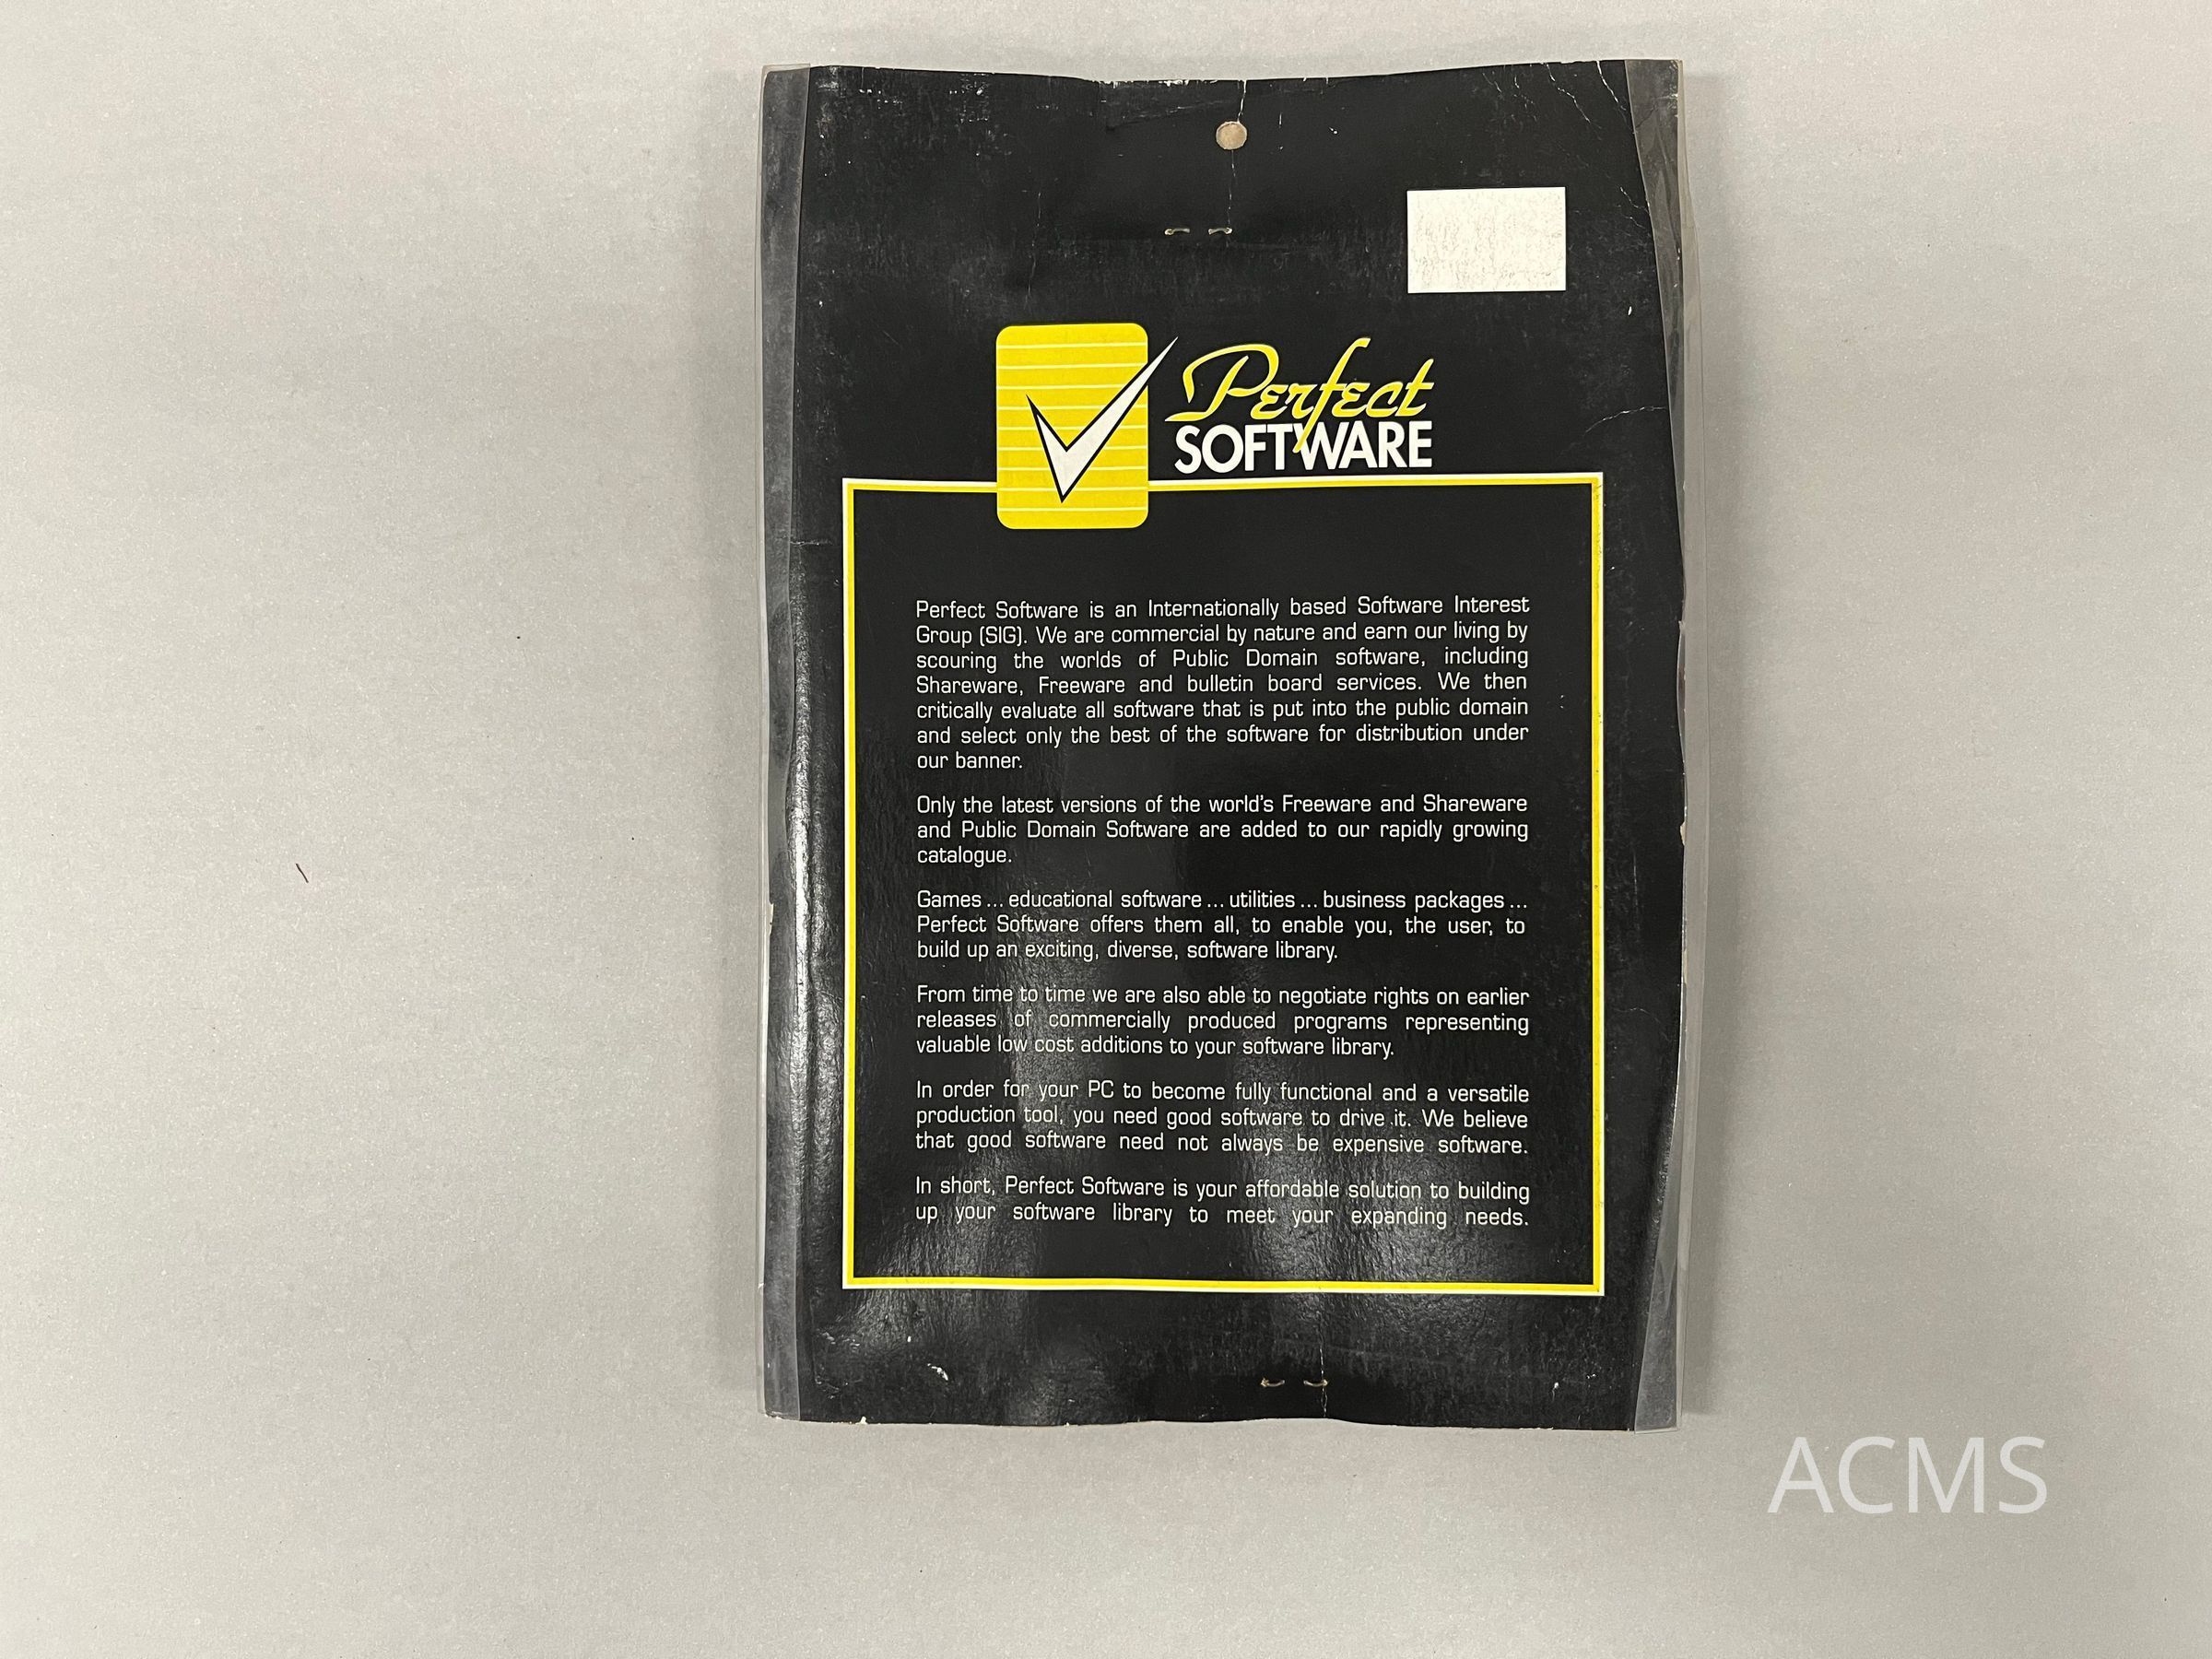 Perfect
SOFTWARE
Perfect Software is an Internationally based Software Interest
Group (SIG). We are commercial by nature and earn our living by
scouring the worlds of Public Domain software, including
Shareware, Freeware and bulletin board services. We then
critically evaluate all software that is put into the public domain
and select only the best of the software for distribution under
our banner.
Only the latest versions of the world's Freeware and Shareware
and Public Domain Software are added to our rapidly growing
catalogue.
Games ... educational software ... utilities ... business packages ...
Perfect Software offers them all, to enable you, the user, to
build up an exciting, diverse, software library.
From time to time we are also able to negotiate rights on earlier
releases of commercially produced programs representing
valuable low cost additions to your software library.
In order for your PC to become fully functional and a versatile
production tool, you need good software to drive it. We believe
that good software need not always be expensive software.
In short, Perfect Software is your affordable solution to building
up your software library to meet your expanding needs.
ACMS